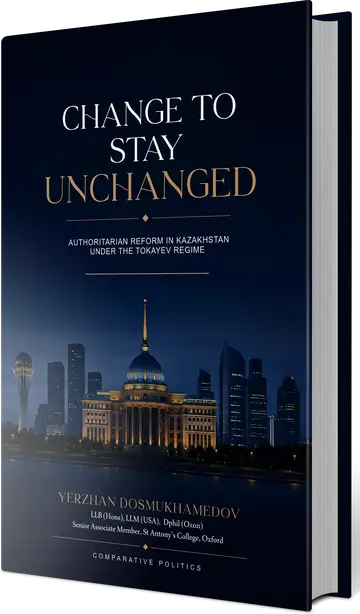 CHANGE TO
STAY
UNCHANGED
AUTHORITARIAN REFORM IN KAZAKHSTAN
UNDER THE TOKAYEV REGIME
YERZHAN DOSMUKHAMEDOV
LLB (Hons), LLM (USA), Dphil (Oxon)
Senior Associate Member, St Antony's College, Oxford
COMPARATIVE POLITICS